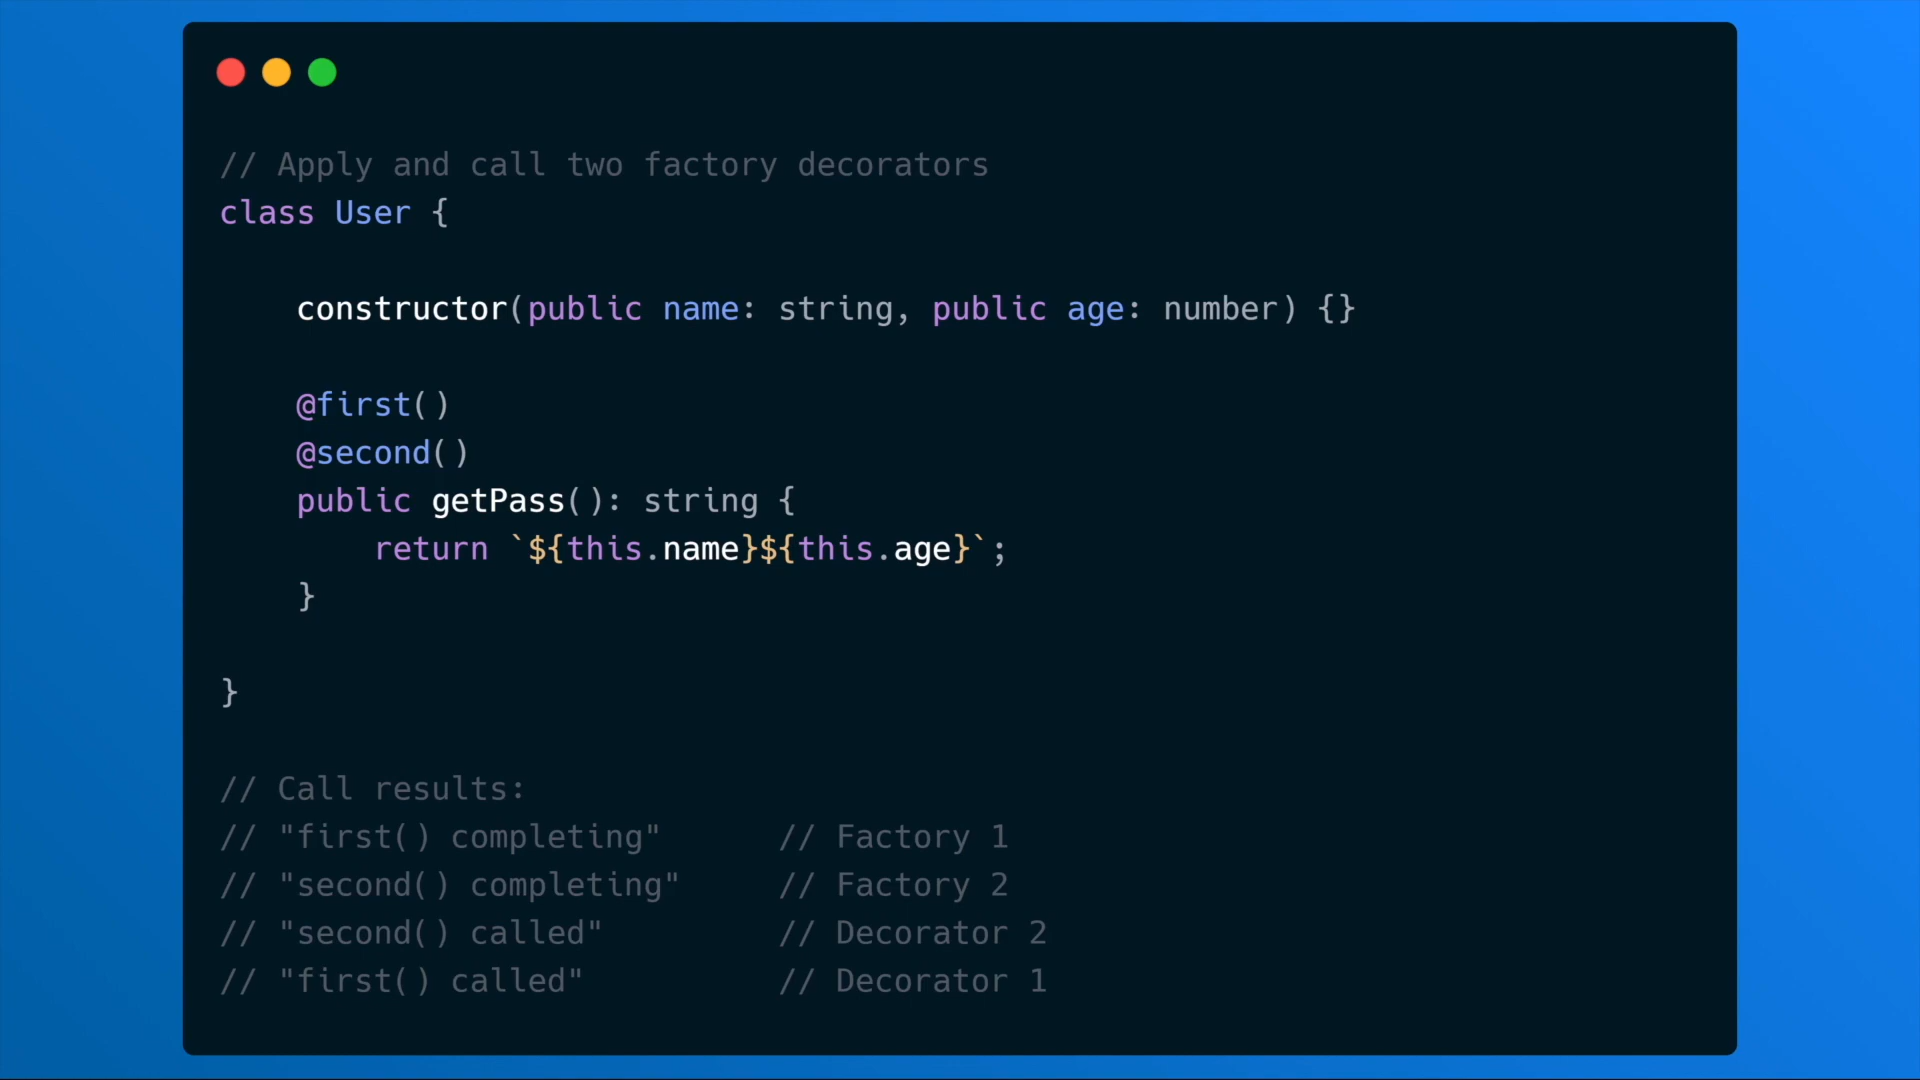 // Apply and call two factory decorators
class User {
    constructor(public name: string, public age: number) {}
    @first()
    @second()
    public getPass(): string {
        return `${this.name}${this.age}`;
    }
}
// Call results:
// "first() completing"      // Factory 1
// "second() completing"     // Factory 2
// "second() called"         // Decorator 2
// "first() called"          // Decorator 1